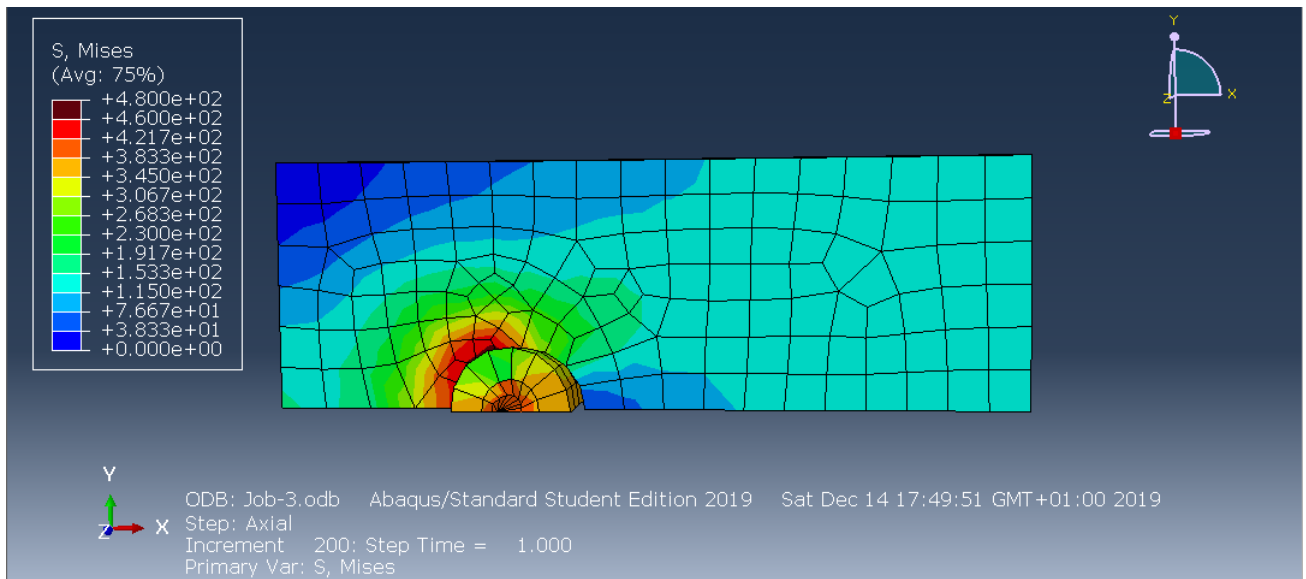 S, Mises
(Avg: 75%)
+4.800e+02
+4.600e+02
+4.217e+02
+3.833e+02
+3.450e+02
+3.067e+02
+2.683e+02
+2.300e+02
+1.917e+02
+1.533e+02
+1.150e+02
+7.667e+01
+3.833e+01
+0.000e+00
Y
Z
X
Y
Z
X
ODB: Job-3.odb Abaqus/Standard Student Edition 2019 Sat Dec 14 17:49:51 GMT+01:00 2019
Step: Axial
Increment 200: Step Time = 1.000
Primary Var: S, Mises